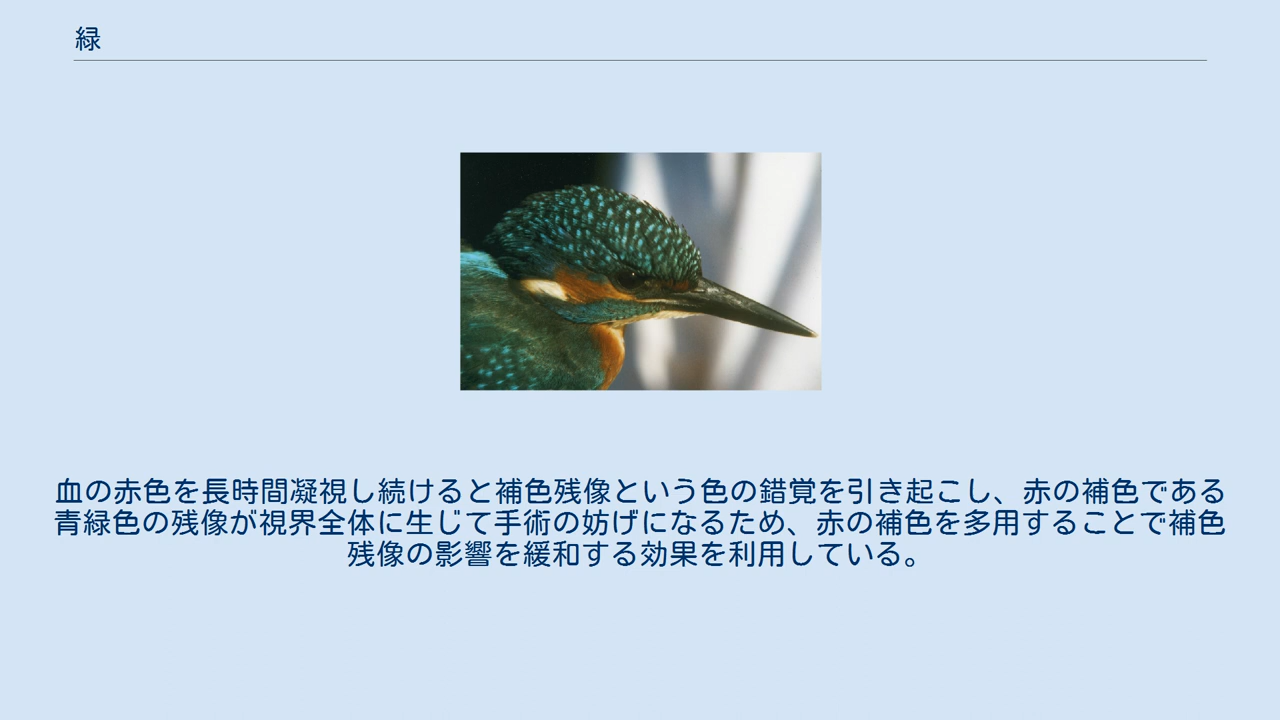 緑
血の赤色を長時間凝視し続けると補色残像という色の錯覚を引き起こし、赤の補色である
青緑色の残像が視界全体に生じて手術の妨げになるため、赤の補色を多用することで補色
残像の影響を緩和する効果を利用している。